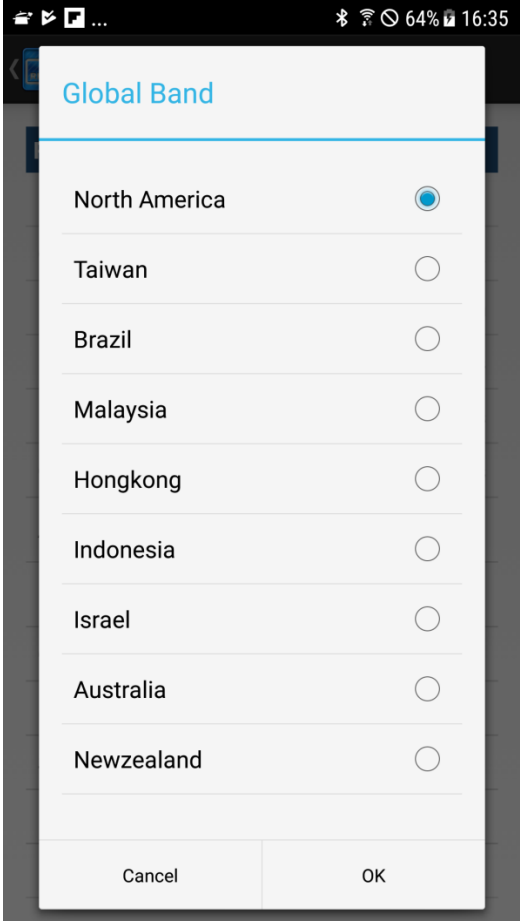 ... 64% 16:35
Global Band
North America
Taiwan
Brazil
Malaysia
Hongkong
Indonesia
Israel
Australia
Newzealand
Cancel OK